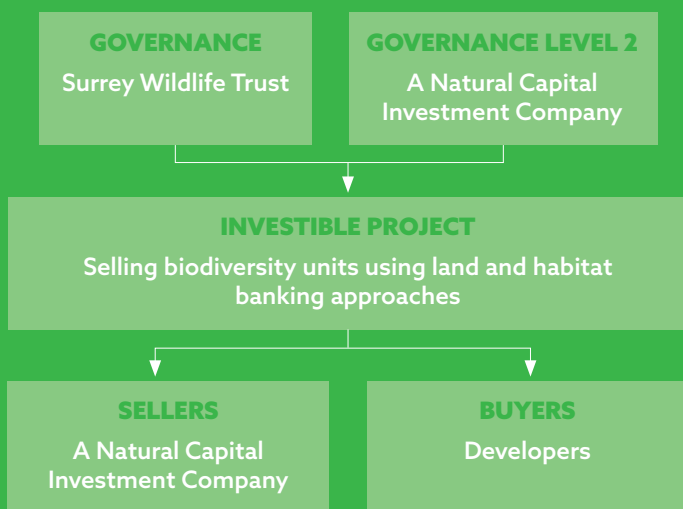 GOVERNANCE
Surrey Wildlife Trust
GOVERNANCE LEVEL 2
A Natural Capital
Investment Company
INVESTIBLE PROJECT
Selling biodiversity units using land and habitat
banking approaches
SELLERS
A Natural Capital
Investment Company
BUYERS
Developers